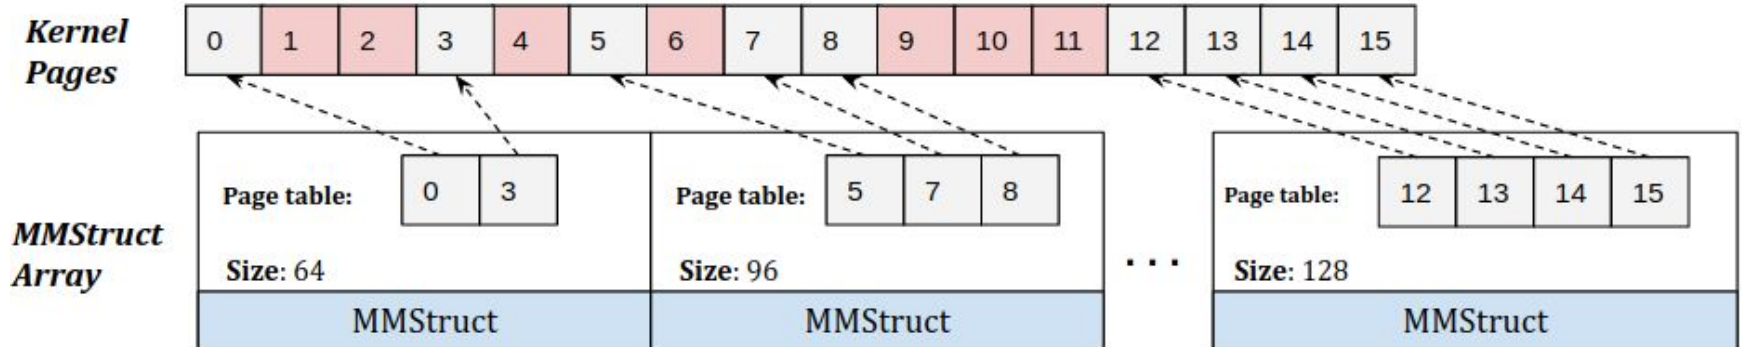 Kernel Pages
0 1 2 3 4 5 6 7 8 9 10 11 12 13 14 15
MMStruct Array
Page table: 0 3
Size: 64
MMStruct
Page table: 5 7 8
Size: 96
MMStruct
. . .
Page table: 12 13 14 15
Size: 128
MMStruct